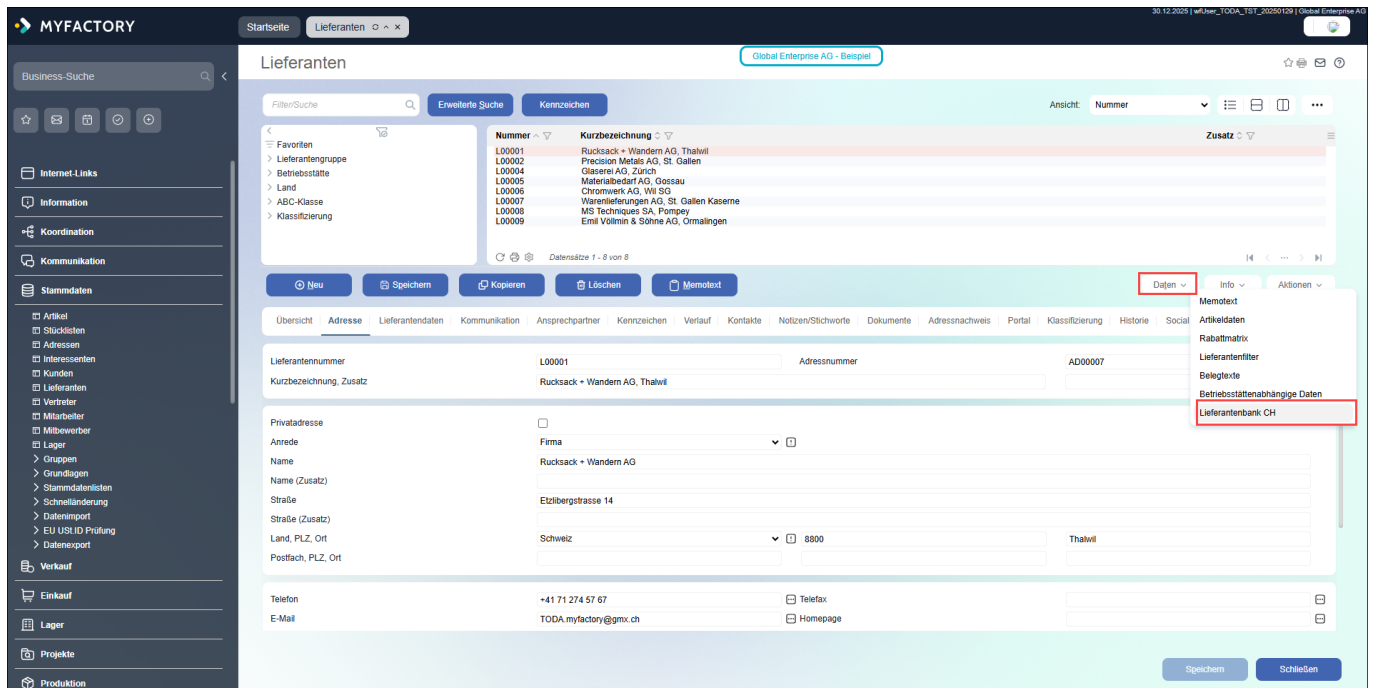 30.12.2025 | wfUser_TODA_TST_20250129 | Global Enterprise AG
MYFACTORY
Startseite
Lieferanten
Lieferanten
Global Enterprise AG - Beispiel
Business-Suche
Internet-Links
Information
Koordination
Kommunikation
Stammdaten
Artikel
Stücklisten
Adressen
Interessenten
Kunden
Lieferanten
Vertreter
Mitarbeiter
Mitbewerber
Lager
Gruppen
Grundlagen
Stammdatenlisten
Schnelländerung
Datenimport
EU USt.ID Prüfung
Datenexport
Verkauf
Einkauf
Lager
Projekte
Produktion
Filter/Suche
Erweiterte Suche
Kennzeichen
Ansicht: Nummer
Favoriten
Lieferantengruppe
Betriebsstätte
Land
ABC-Klasse
Klassifizierung
Nummer Kurzbezeichnung Zusatz
L00001 Rucksack + Wandern AG, Thalwil
L00002 Precision Metals AG, St. Gallen
L00004 Glaserei AG, Zürich
L00005 Materialbedarf AG, Gossau
L00006 Chromwerk AG, Wil SG
L00007 Warenlieferungen AG, St. Gallen Kaserne
L00008 MS Techniques SA, Pompey
L00009 Emil Völlmin & Söhne AG, Ormalingen
Datensätze 1 - 8 von 8
Neu Speichern Kopieren Löschen Memotext Daten Info Aktionen
Memotext
Artikeldaten
Rabattmatrix
Lieferantenfilter
Belegtexte
Betriebsstättenabhängige Daten
Lieferantenbank CH
Übersicht Adresse Lieferantendaten Kommunikation Ansprechpartner Kennzeichen Verlauf Kontakte Notizen/Stichworte Dokumente Adressnachweis Portal Klassifizierung Historie Social
Lieferantennummer L00001 Adressnummer AD00007
Kurzbezeichnung, Zusatz Rucksack + Wandern AG, Thalwil
Privatadresse
Anrede Firma
Name Rucksack + Wandern AG
Name (Zusatz)
Straße Etzlibergstrasse 14
Straße (Zusatz)
Land, PLZ, Ort Schweiz 8800 Thalwil
Postfach, PLZ, Ort
Telefon +41 71 274 57 67 Telefax
E-Mail TODA.myfactory@gmx.ch Homepage
Speichern Schließen